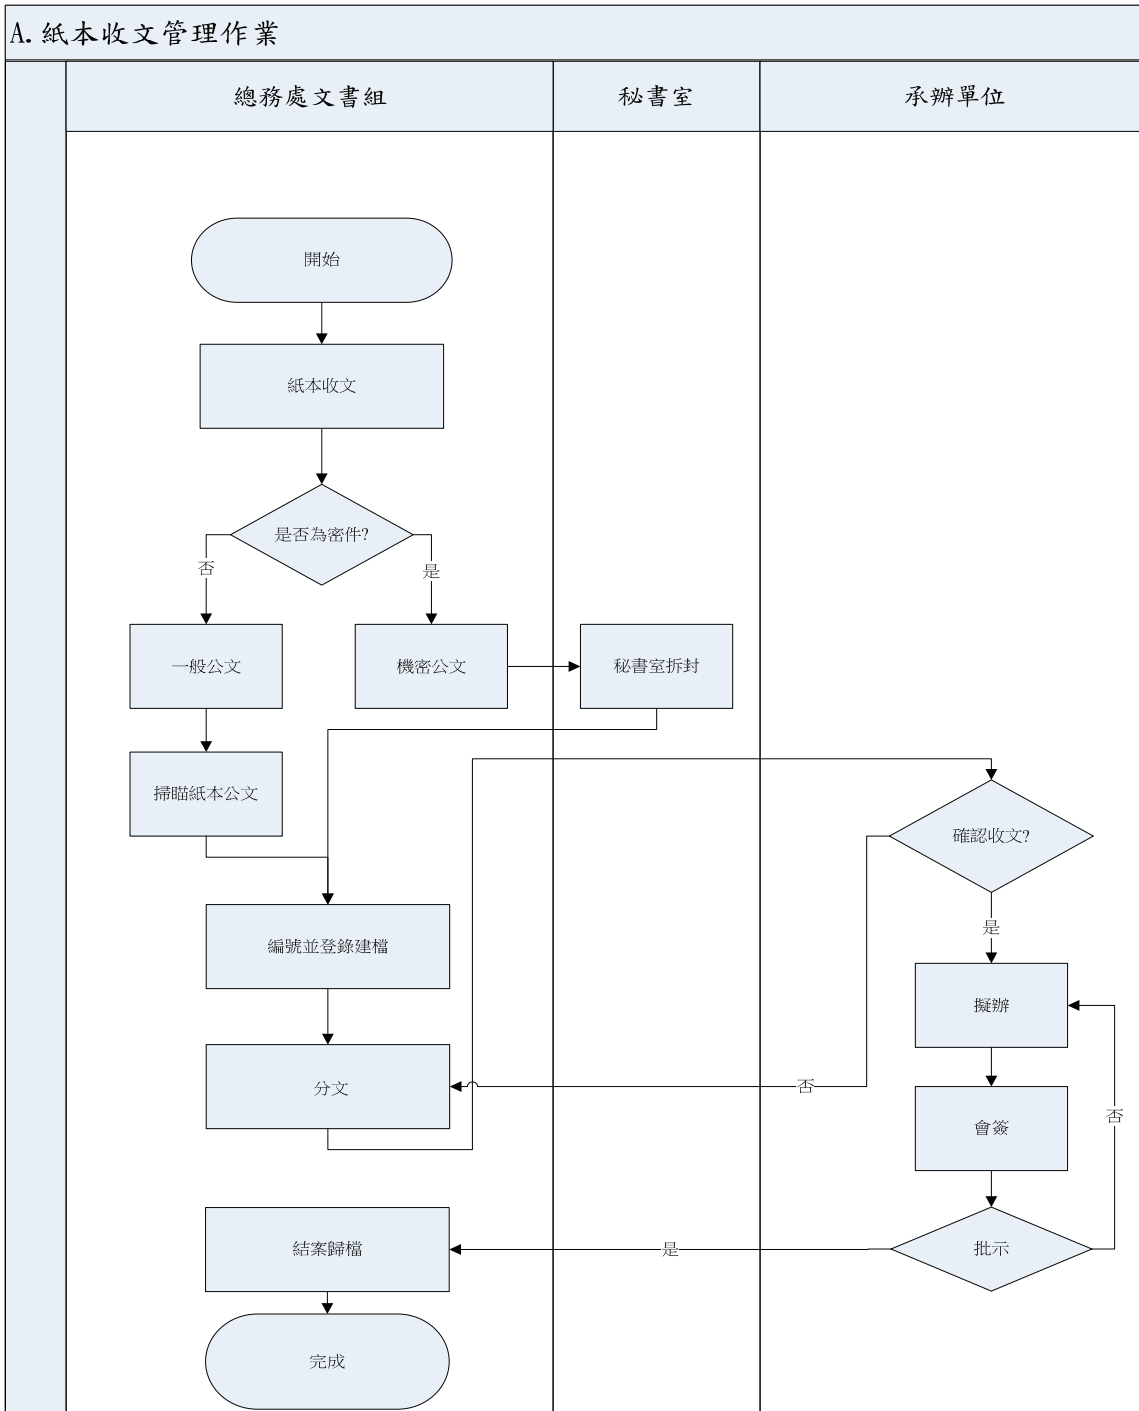 A. 紙本收文管理作業
總務處文書組
秘書室
承辦單位
開始
紙本收文
是否為密件?
否
是
一般公文
機密公文
秘書室拆封
掃瞄紙本公文
確認收文?
編號並登錄建檔
是
擬辦
分文
否
會簽
否
結案歸檔
是
批示
完成